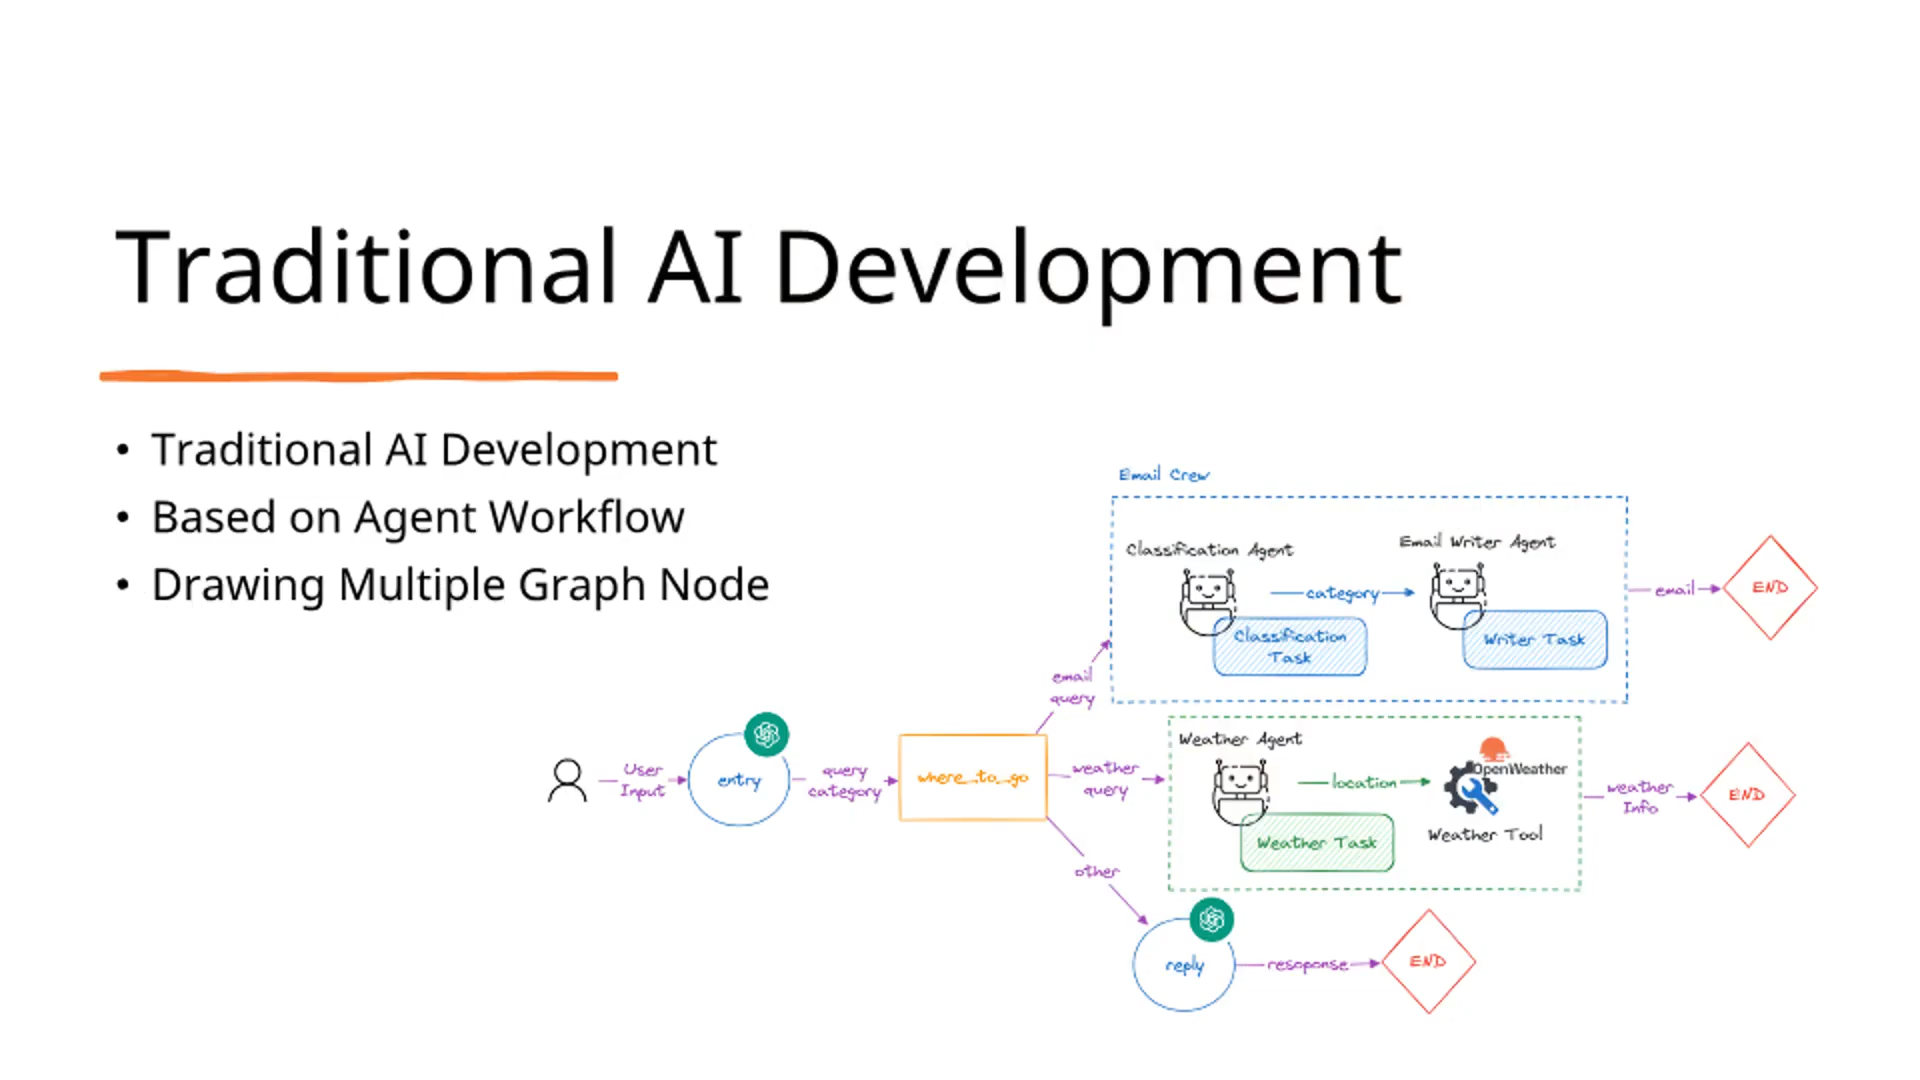 Traditional AI Development
• Traditional AI Development
• Based on Agent Workflow
• Drawing Multiple Graph Node
Email Crew
Classification Agent
category
Email Writer Agent
Classification
Task
Writer Task
email
END
email
query
User
Input
entry
query
category
where_to_go
weather
query
Weather Agent
location
OpenWeather
Weather Task
Weather Tool
weather
Info
END
other
reply
resoponse
END